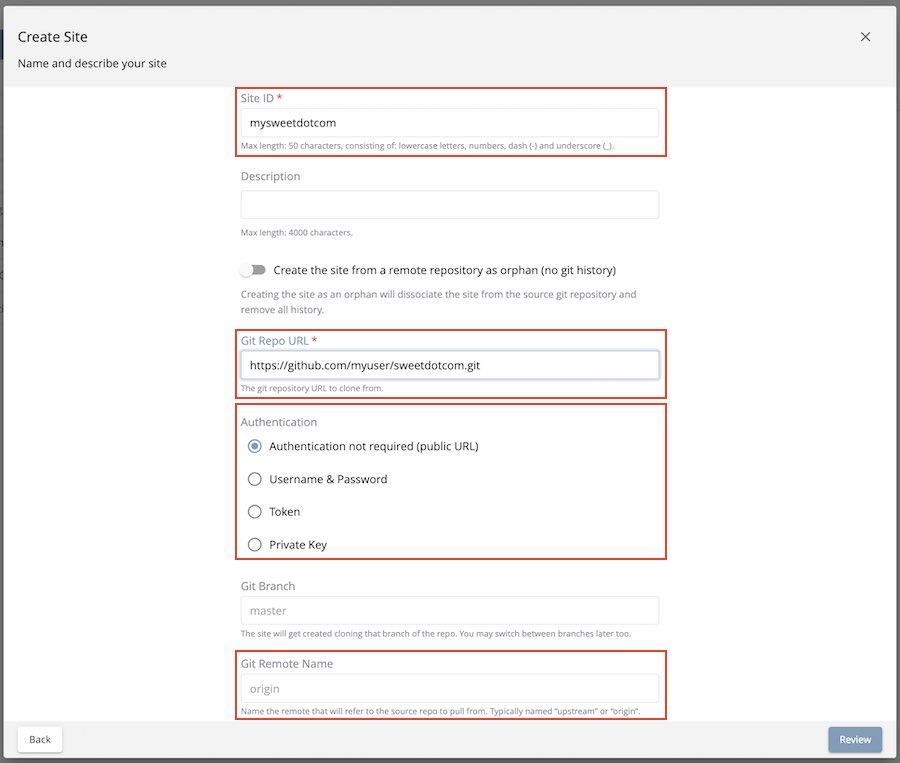 Create Site
Name and describe your site
Site ID *
mysweetdotcom
Max length: 50 characters, consisting of: lowercase letters, numbers, dash (-) and underscore (_).
Description
Max length: 4000 characters.
Create the site from a remote repository as orphan (no git history)
Creating the site as an orphan will dissociate the site from the source git repository and
remove all history.
Git Repo URL *
https://github.com/myuser/sweetdotcom.git
The git repository URL to clone from.
Authentication
Authentication not required (public URL)
Username & Password
Token
Private Key
Git Branch
master
The site will get created cloning that branch of the repo. You may switch between branches later too.
Git Remote Name
origin
Name the remote that will refer to the source repo to pull from. Typically named “upstream” or “origin”.
Back
Review